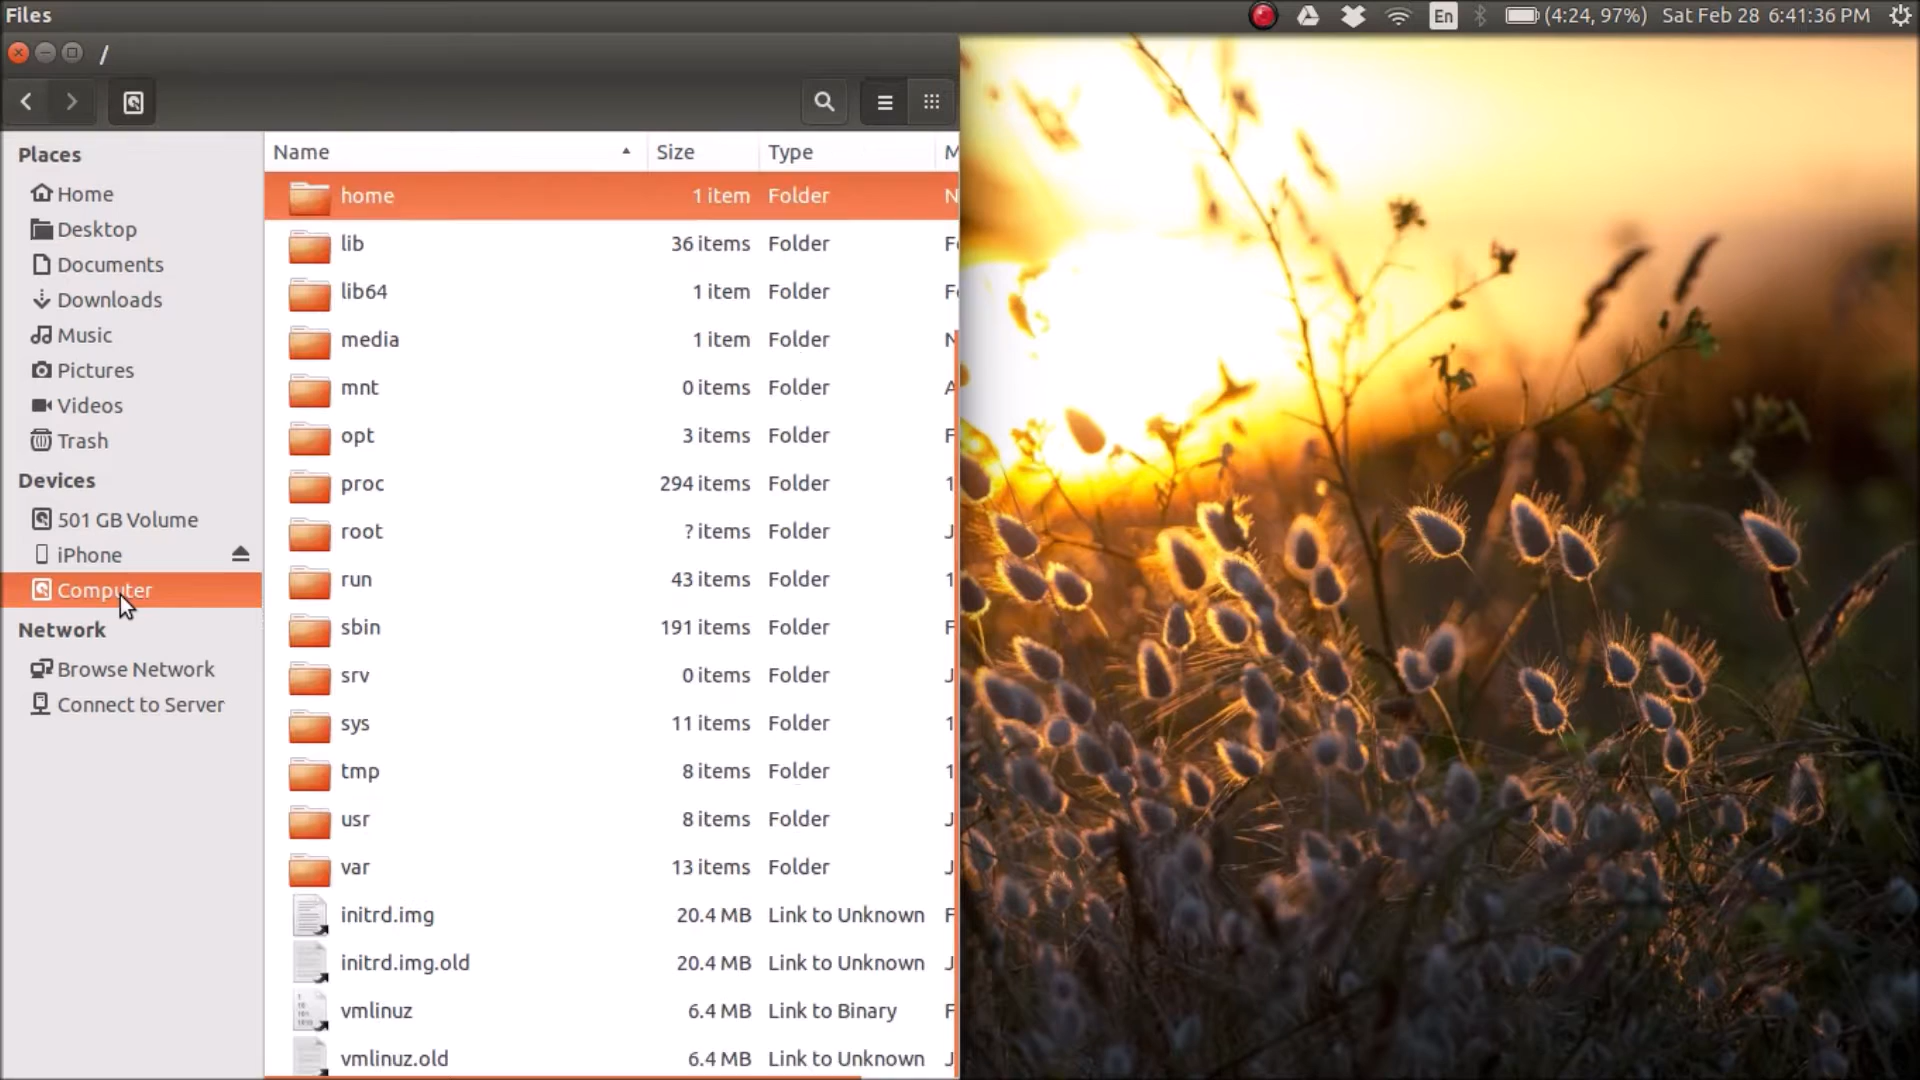 Files
En
(4:24, 97%)
Sat Feb 28 6:41:36 PM
/
Places
Home
Desktop
Documents
Downloads
Music
Pictures
Videos
Trash
Devices
501 GB Volume
iPhone
Computer
Network
Browse Network
Connect to Server
Name Size Type M
home 1 item Folder N
lib 36 items Folder Fe
lib64 1 item Folder Fe
media 1 item Folder N
mnt 0 items Folder A
opt 3 items Folder F
proc 294 items Folder 1
root ? items Folder J
run 43 items Folder 1
sbin 191 items Folder F
srv 0 items Folder J
sys 11 items Folder 1
tmp 8 items Folder 1
usr 8 items Folder J
var 13 items Folder J
initrd.img 20.4 MB Link to Unknown F
initrd.img.old 20.4 MB Link to Unknown J
vmlinuz 6.4 MB Link to Binary F
vmlinuz.old 6.4 MB Link to Unknown J